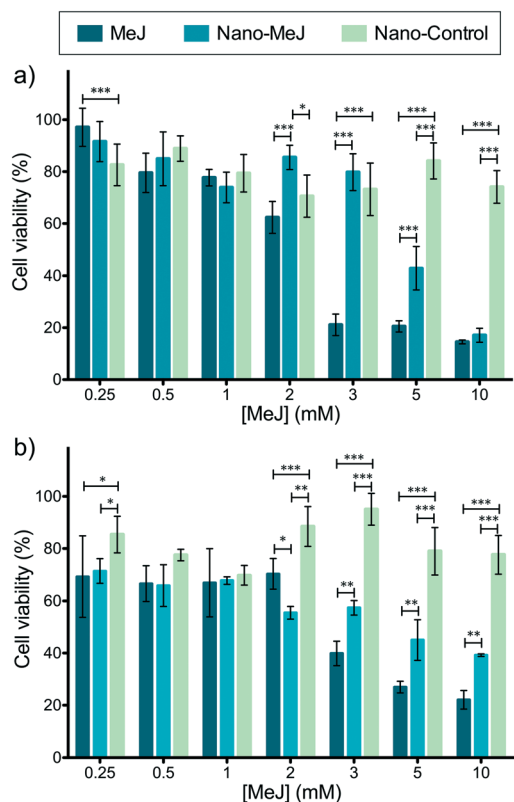 MeJ Nano-MeJ Nano-Control
a)
Cell viability (%)
100
80
60
40
20
0
*** *** * *** *** *** *** *** *** ***
0.25 0.5 1 2 3 5 10
[MeJ] (mM)
b)
Cell viability (%)
100
80
60
40
20
0
* * *** ** * *** *** ** *** *** ** *** *** **
0.25 0.5 1 2 3 5 10
[MeJ] (mM)